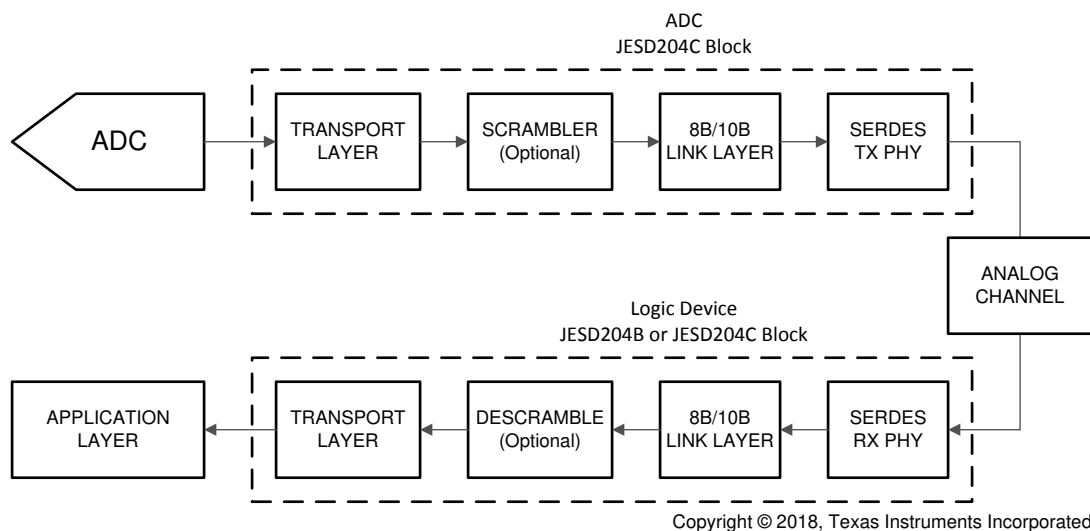 ADC
JESD204C Block
ADC
TRANSPORT
LAYER
SCRAMBLER
(Optional)
8B/10B
LINK LAYER
SERDES
TX PHY
ANALOG
CHANNEL
Logic Device
JESD204B or JESD204C Block
APPLICATION
LAYER
TRANSPORT
LAYER
DESCRAMBLE
(Optional)
8B/10B
LINK LAYER
SERDES
RX PHY
Copyright © 2018, Texas Instruments Incorporated